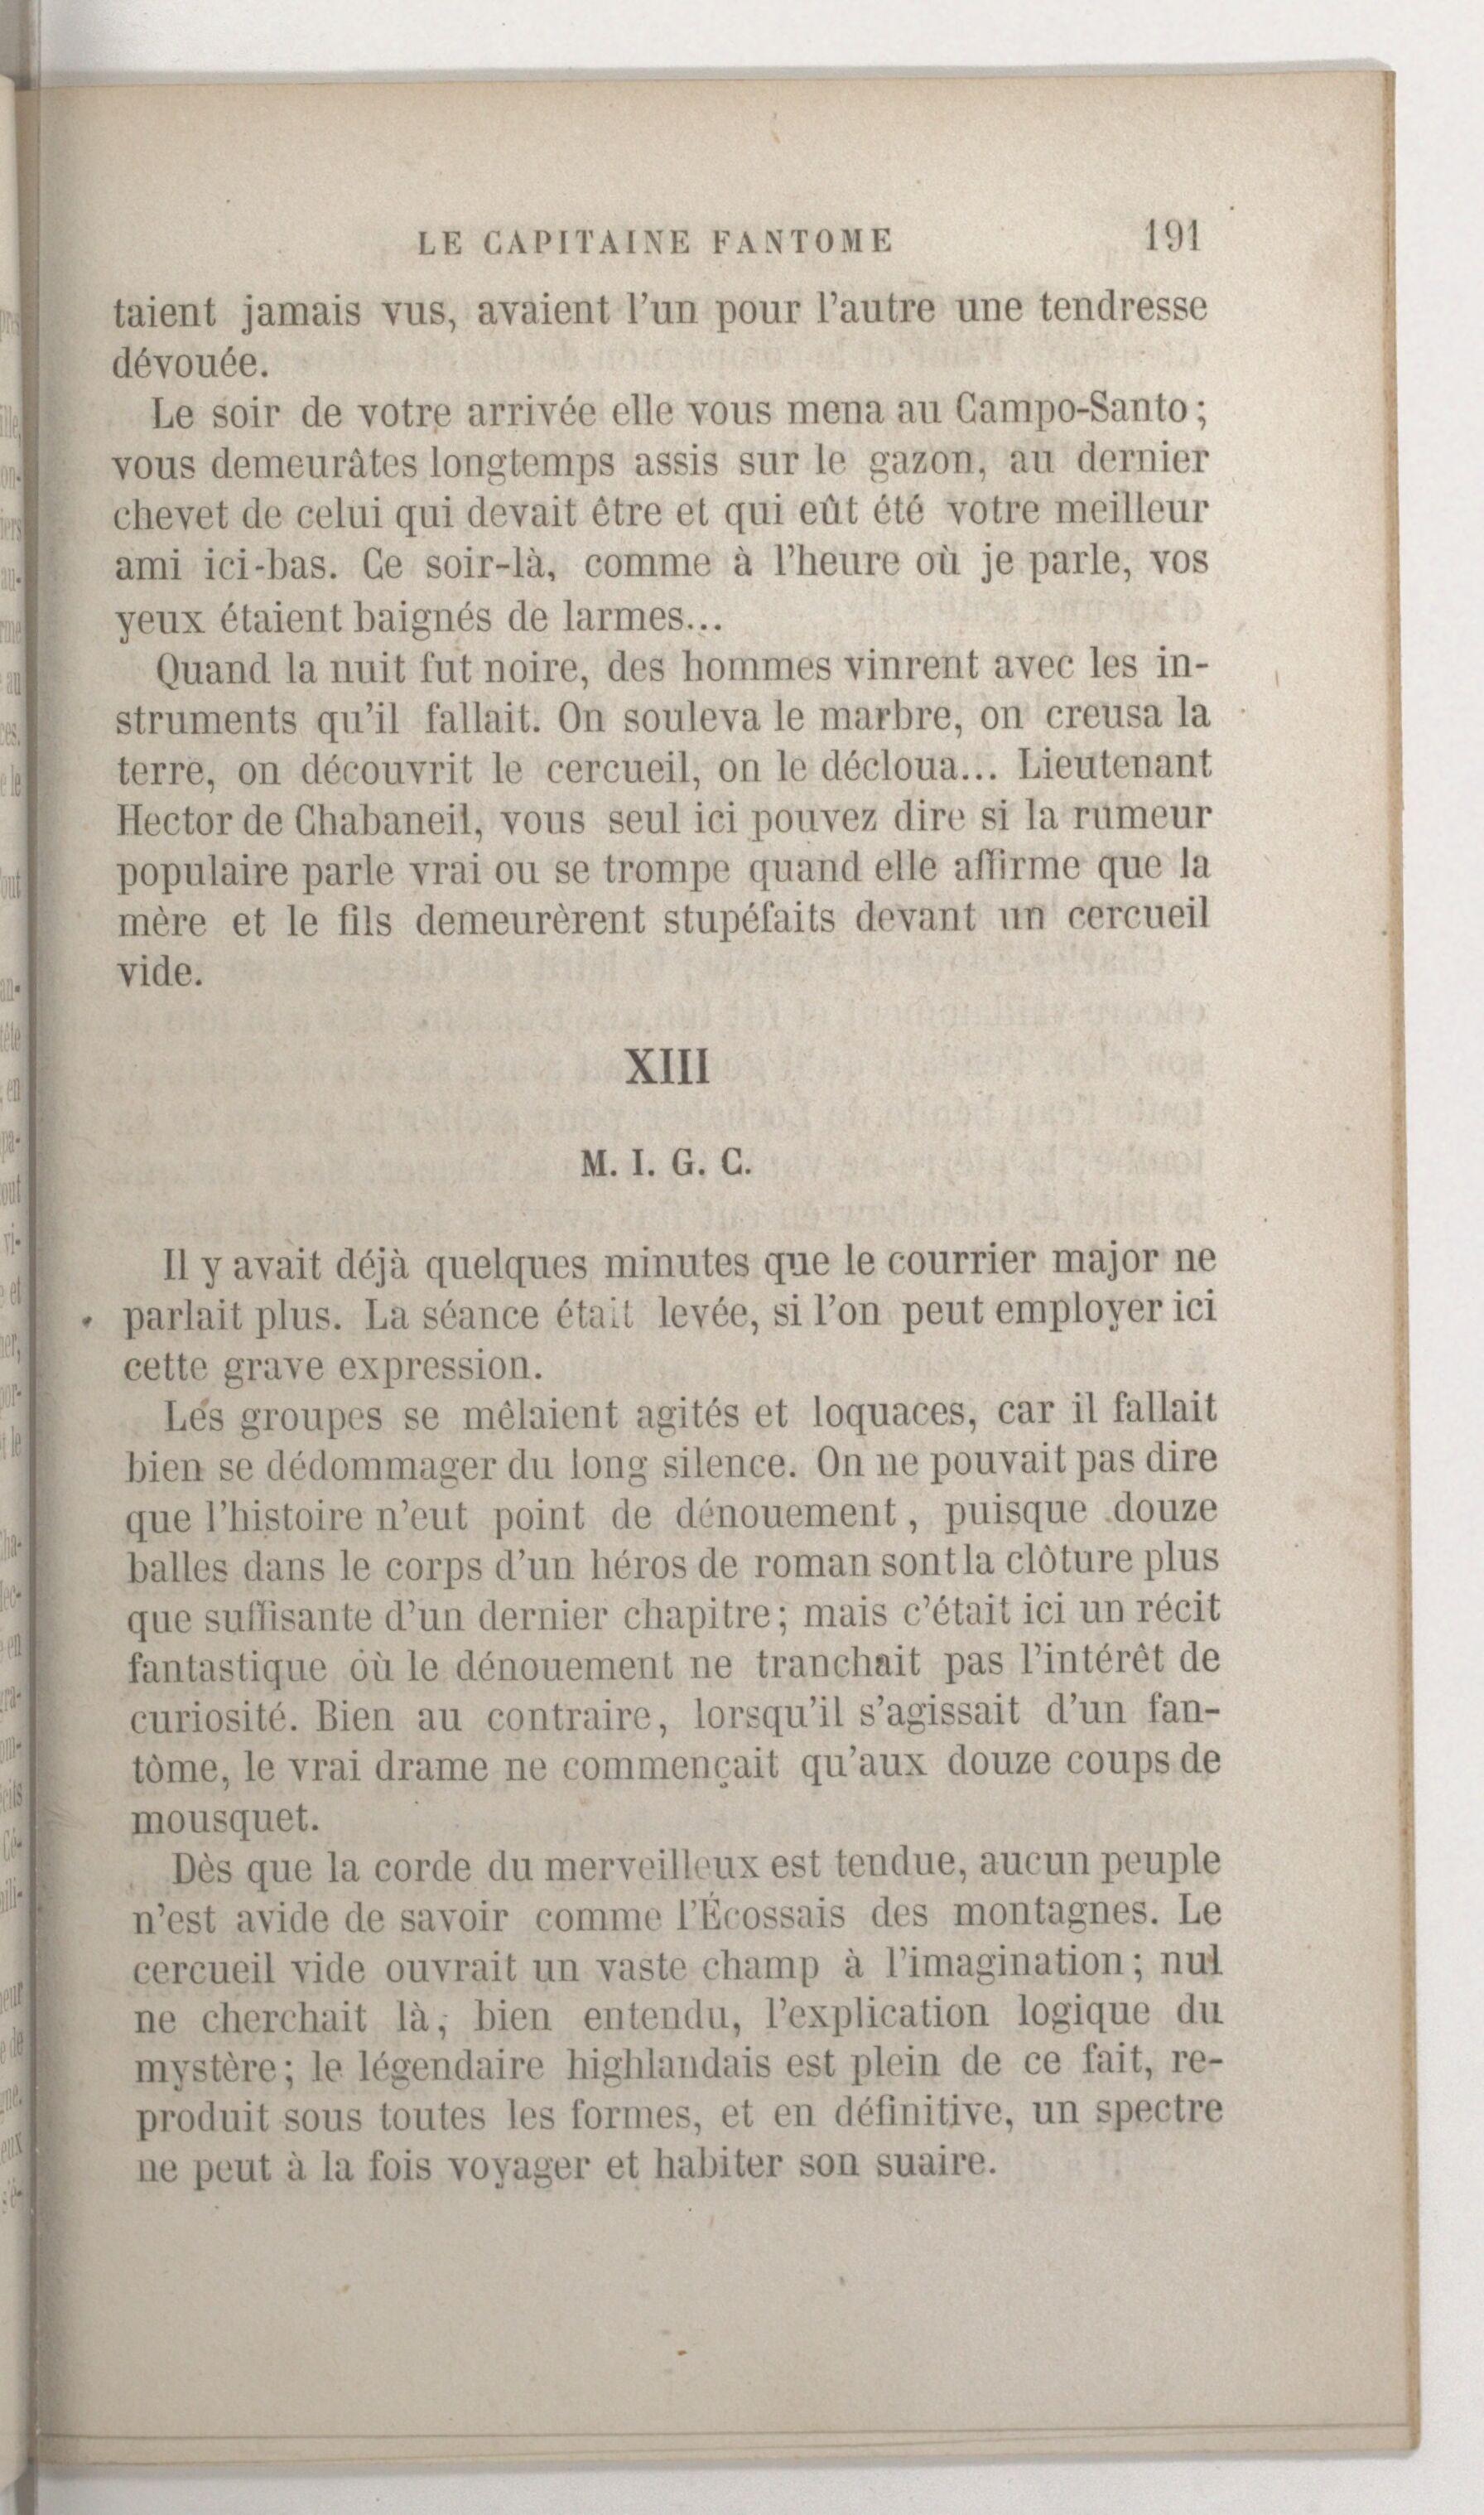 LE CAPITAINE FANTOME 191
taient jamais vus, avaient l'un pour l'autre une tendresse
dévouée.
Le soir de votre arrivée elle vous mena au Campo-Santo;
vous demeurâtes longtemps assis sur le gazon, au dernier
chevet de celui qui devait être et qui eût été votre meilleur
ami ici-bas. Ce soir-là, comme à l'heure où je parle, vos
yeux étaient baignés de larmes...
Quand la nuit fut noire, des hommes vinrent avec les in-
struments qu'il fallait. On souleva le marbre, on creusa la
terre, on découvrit le cercueil, on le décloua... Lieutenant
Hector de Chabaneil, vous seul ici pouvez dire si la rumeur
populaire parle vrai ou se trompe quand elle affirme que la
mère et le fils demeurèrent stupéfaits devant un cercueil
vide.
XIII
M. I. G. C.
Il y avait déjà quelques minutes que le courrier major ne
parlait plus. La séance était levée, si l'on peut employer ici
cette grave expression.
Les groupes se mêlaient agités et loquaces, car il fallait
bien se dédommager du long silence. On ne pouvait pas dire
que l'histoire n'eut point de dénouement, puisque douze
balles dans le corps d'un héros de roman sont la clôture plus
que suffisante d'un dernier chapitre; mais c'était ici un récit
fantastique où le dénouement ne tranchait pas l'intérêt de
curiosité. Bien au contraire, lorsqu'il s'agissait d'un fan-
tôme, le vrai drame ne commençait qu'aux douze coups de
mousquet.
Dès que la corde du merveilleux est tendue, aucun peuple
n'est avide de savoir comme l'Écossais des montagnes. Le
cercueil vide ouvrait un vaste champ à l'imagination; nul
ne cherchait là, bien entendu, l'explication logique du
mystère; le légendaire highlandais est plein de ce fait, re-
produit sous toutes les formes, et en définitive, un spectre
ne peut à la fois voyager et habiter son suaire.